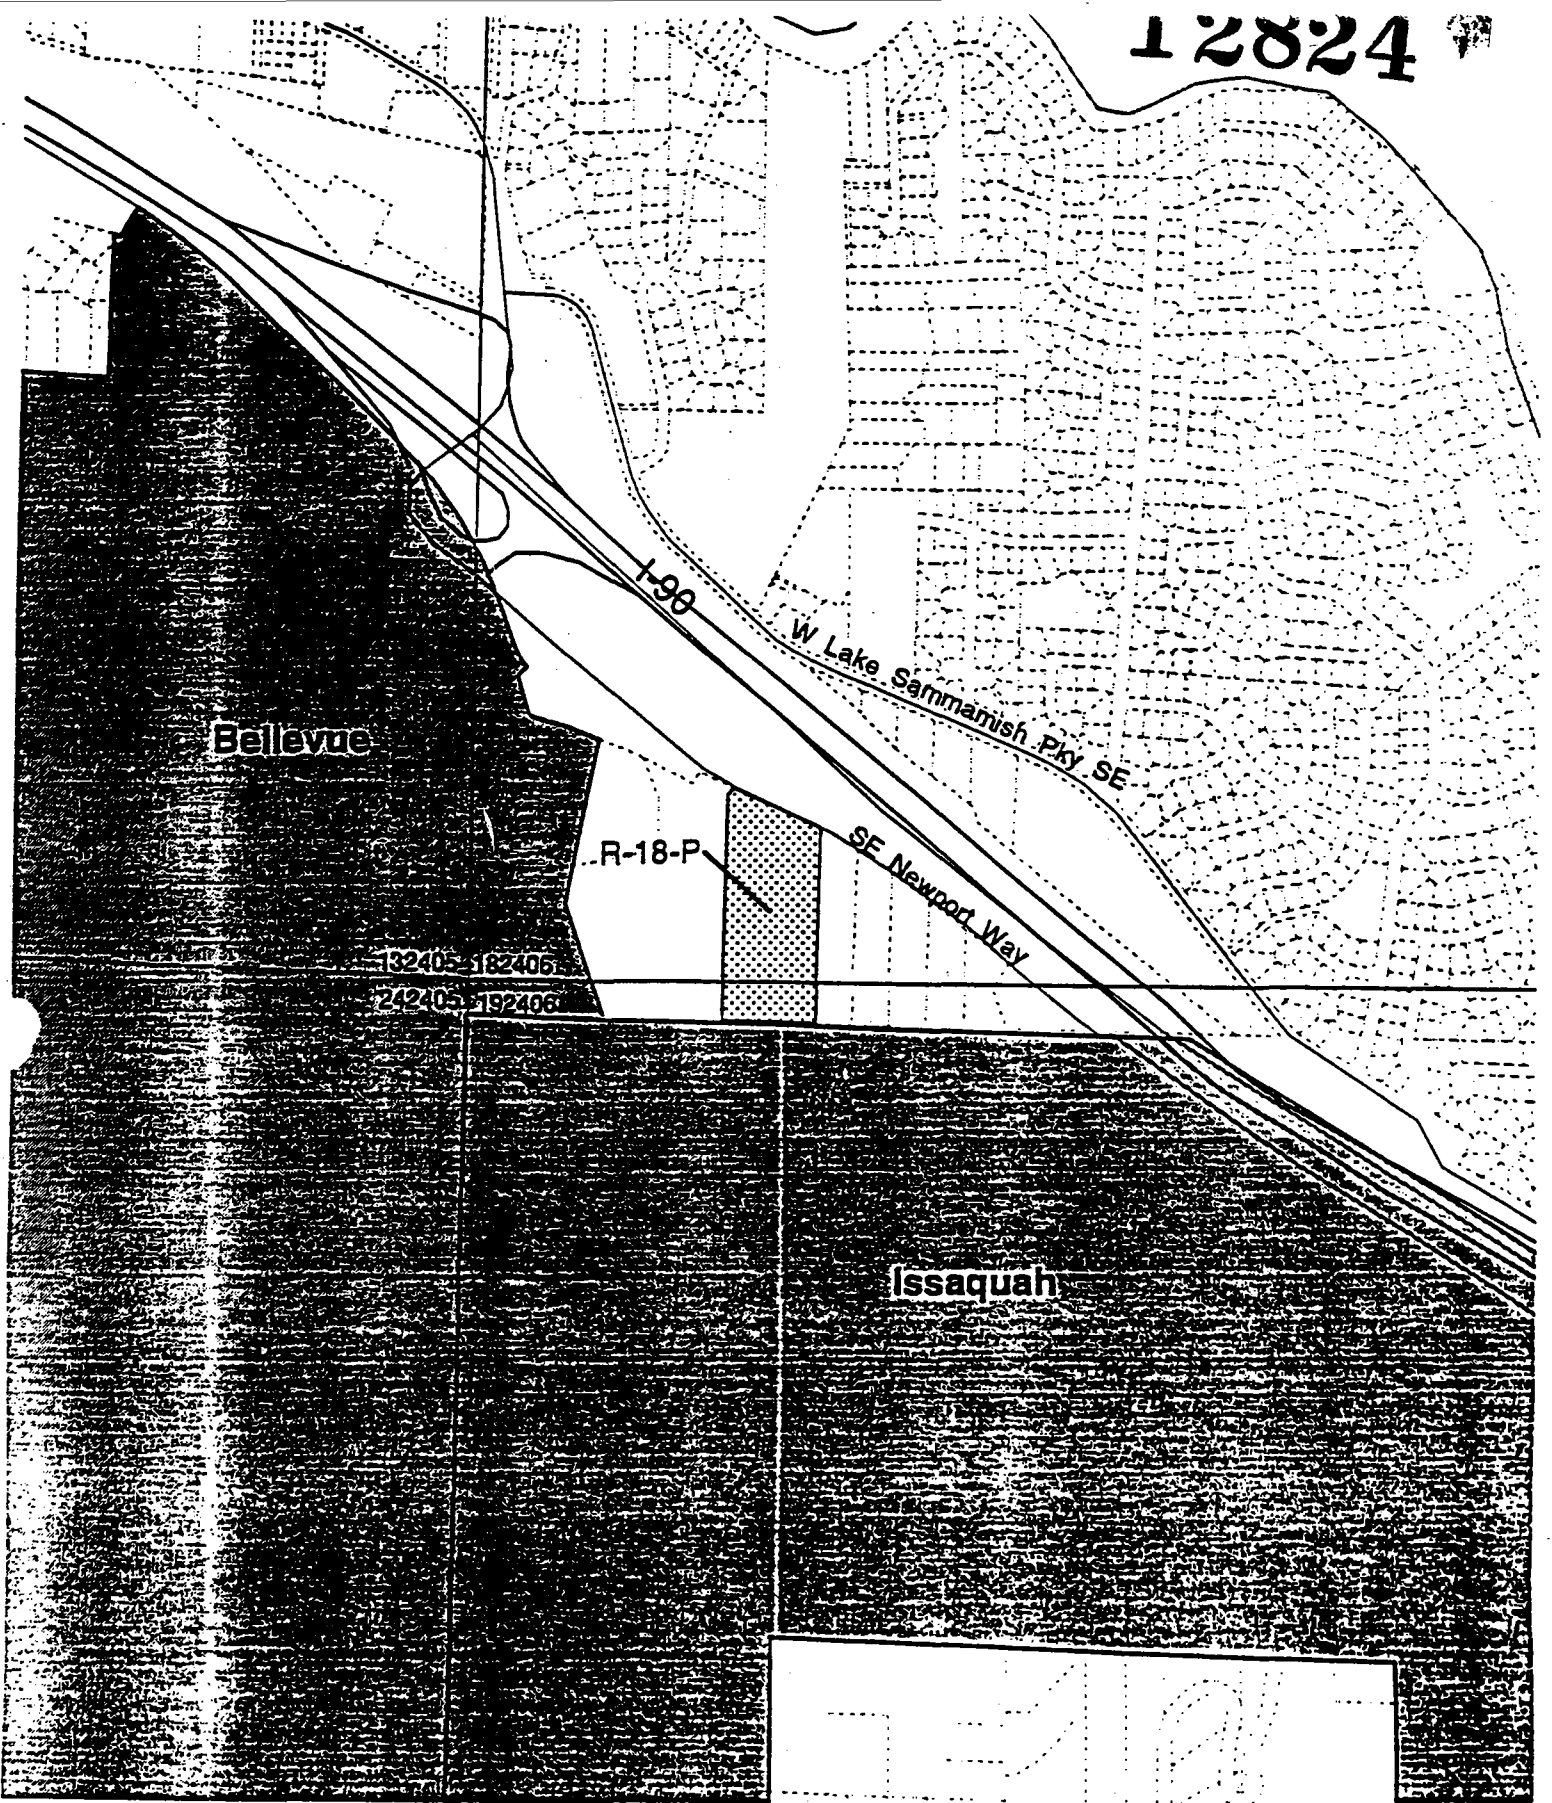 12824
I-90
W Lake Sammamish Pky SE
Bellevue
R-18-P
SE Newport Way
132405 182406
242405 192406
Issaquah